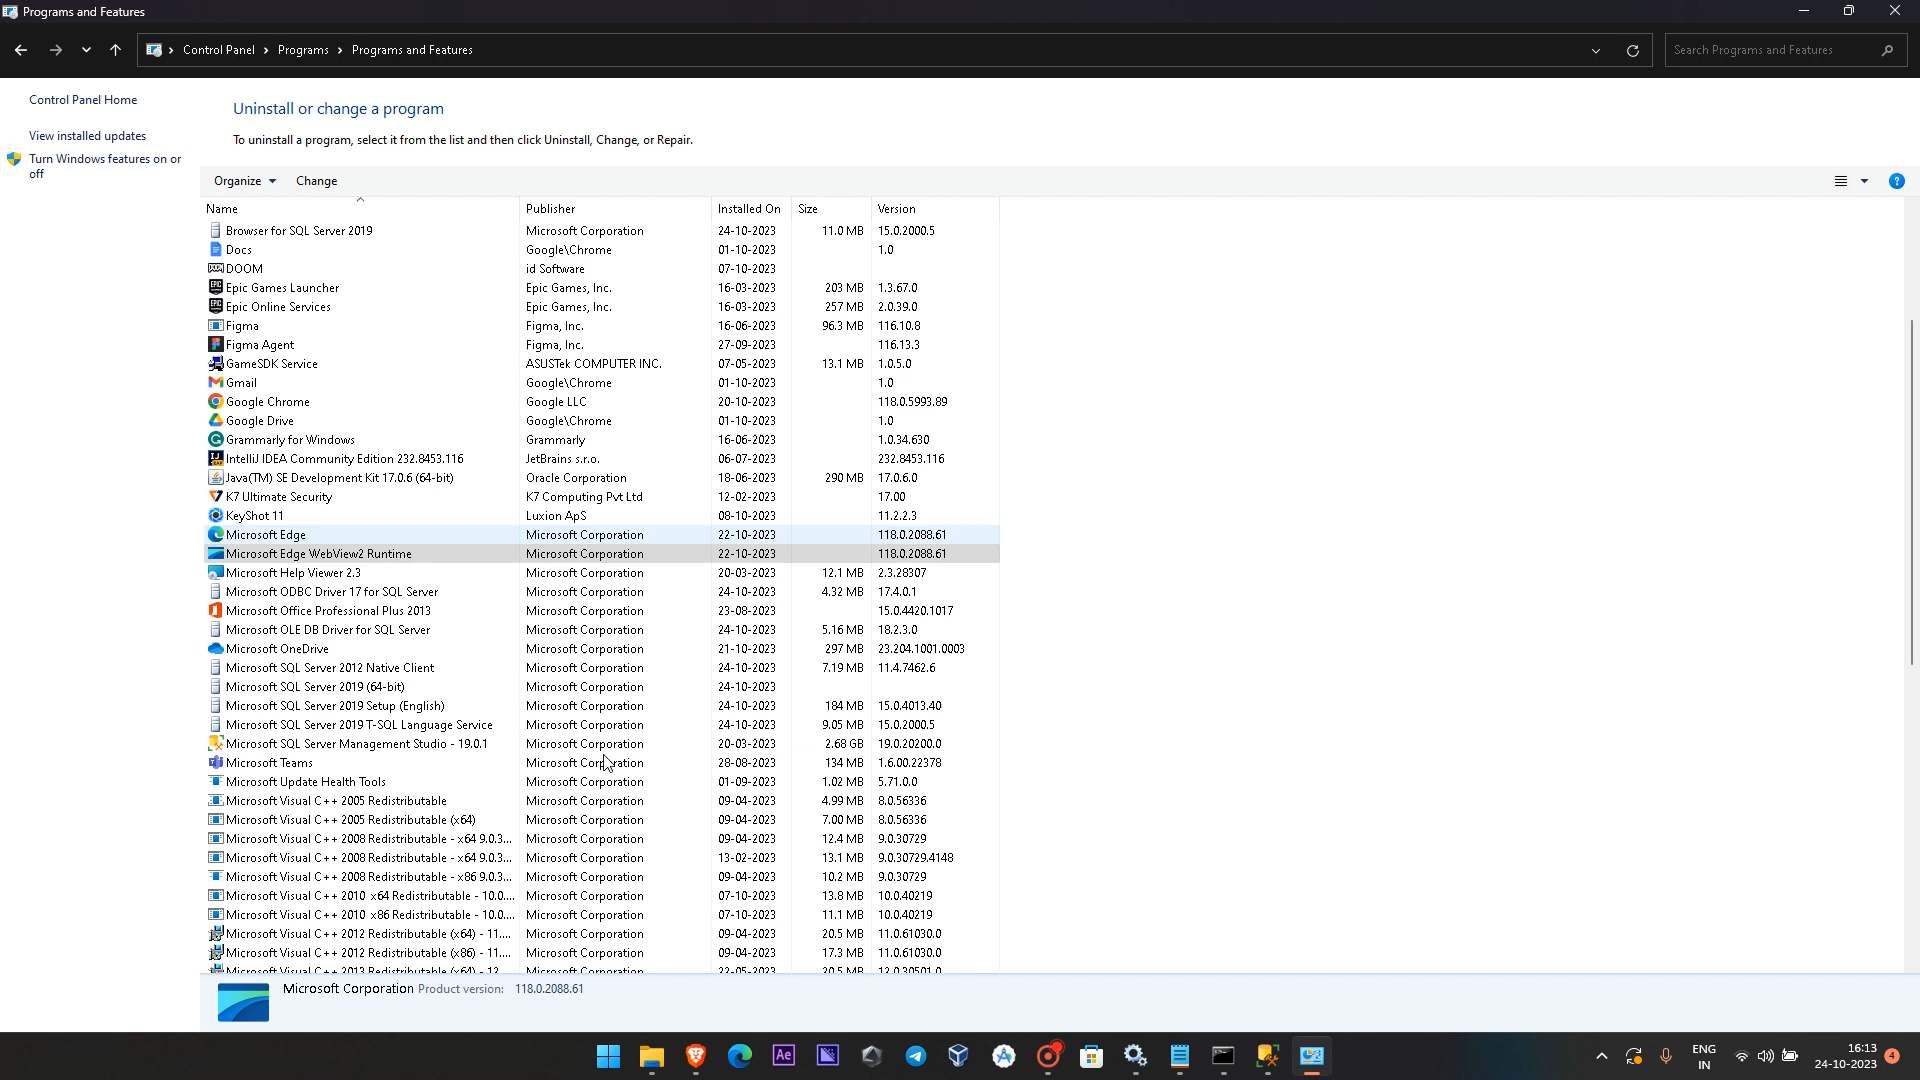 Programs and Features
Control Panel > Programs > Programs and Features
Search Programs and Features
Control Panel Home
View installed updates
Turn Windows features on or
off
Uninstall or change a program
To uninstall a program, select it from the list and then click Uninstall, Change, or Repair.
Organize Change
Name Publisher Installed On Size Version
Browser for SQL Server 2019 Microsoft Corporation 24-10-2023 11.0 MB 15.0.2000.5
Docs Google\Chrome 01-10-2023 1.0
DOOM id Software 07-10-2023
Epic Games Launcher Epic Games, Inc. 16-03-2023 203 MB 1.3.67.0
Epic Online Services Epic Games, Inc. 16-03-2023 257 MB 2.0.39.0
Figma Figma, Inc. 16-06-2023 96.3 MB 116.10.8
Figma Agent Figma, Inc. 27-09-2023 116.13.3
GameSDK Service ASUSTek COMPUTER INC. 07-05-2023 13.1 MB 1.0.5.0
Gmail Google\Chrome 01-10-2023 1.0
Google Chrome Google LLC 20-10-2023 118.0.5993.89
Google Drive Google\Chrome 01-10-2023 1.0
Grammarly for Windows Grammarly 16-06-2023 1.0.34.630
IntelliJ IDEA Community Edition 232.8453.116 JetBrains s.r.o. 06-07-2023 232.8453.116
Java(TM) SE Development Kit 17.0.6 (64-bit) Oracle Corporation 18-06-2023 290 MB 17.0.6.0
K7 Ultimate Security K7 Computing Pvt Ltd 12-02-2023 17.00
KeyShot 11 Luxion ApS 08-10-2023 11.2.2.3
Microsoft Edge Microsoft Corporation 22-10-2023 118.0.2088.61
Microsoft Edge WebView2 Runtime Microsoft Corporation 22-10-2023 118.0.2088.61
Microsoft Help Viewer 2.3 Microsoft Corporation 20-03-2023 12.1 MB 2.3.28307
Microsoft ODBC Driver 17 for SQL Server Microsoft Corporation 24-10-2023 4.32 MB 17.4.0.1
Microsoft Office Professional Plus 2013 Microsoft Corporation 23-08-2023 15.0.4420.1017
Microsoft OLE DB Driver for SQL Server Microsoft Corporation 24-10-2023 5.16 MB 18.2.3.0
Microsoft OneDrive Microsoft Corporation 21-10-2023 297 MB 23.204.1001.0003
Microsoft SQL Server 2012 Native Client Microsoft Corporation 24-10-2023 7.19 MB 11.4.7462.6
Microsoft SQL Server 2019 (64-bit) Microsoft Corporation 24-10-2023
Microsoft SQL Server 2019 Setup (English) Microsoft Corporation 24-10-2023 184 MB 15.0.4013.40
Microsoft SQL Server 2019 T-SQL Language Service Microsoft Corporation 24-10-2023 9.05 MB 15.0.2000.5
Microsoft SQL Server Management Studio - 19.0.1 Microsoft Corporation 20-03-2023 2.68 GB 19.0.20200.0
Microsoft Teams Microsoft Corporation 28-08-2023 134 MB 1.6.00.22378
Microsoft Update Health Tools Microsoft Corporation 01-09-2023 1.02 MB 5.71.0.0
Microsoft Visual C++ 2005 Redistributable Microsoft Corporation 09-04-2023 4.99 MB 8.0.56336
Microsoft Visual C++ 2005 Redistributable (x64) Microsoft Corporation 09-04-2023 7.00 MB 8.0.56336
Microsoft Visual C++ 2008 Redistributable - x64 9.0.3... Microsoft Corporation 09-04-2023 12.4 MB 9.0.30729
Microsoft Visual C++ 2008 Redistributable - x64 9.0.3... Microsoft Corporation 13-02-2023 13.1 MB 9.0.30729.4148
Microsoft Visual C++ 2008 Redistributable - x86 9.0.3... Microsoft Corporation 09-04-2023 10.2 MB 9.0.30729
Microsoft Visual C++ 2010 x64 Redistributable - 10.0.... Microsoft Corporation 07-10-2023 13.8 MB 10.0.40219
Microsoft Visual C++ 2010 x86 Redistributable - 10.0.... Microsoft Corporation 07-10-2023 11.1 MB 10.0.40219
Microsoft Visual C++ 2012 Redistributable (x64) - 11.... Microsoft Corporation 09-04-2023 20.5 MB 11.0.61030.0
Microsoft Visual C++ 2012 Redistributable (x86) - 11.... Microsoft Corporation 09-04-2023 17.3 MB 11.0.61030.0
Microsoft Visual C++ 2013 Redistributable (x64) - 12 Microsoft Corporation 22-05-2023 20.5 MB 12.0.30501.0
Microsoft Corporation Product version: 118.0.2088.61
Ae
ENG
IN
16:13
24-10-2023
4